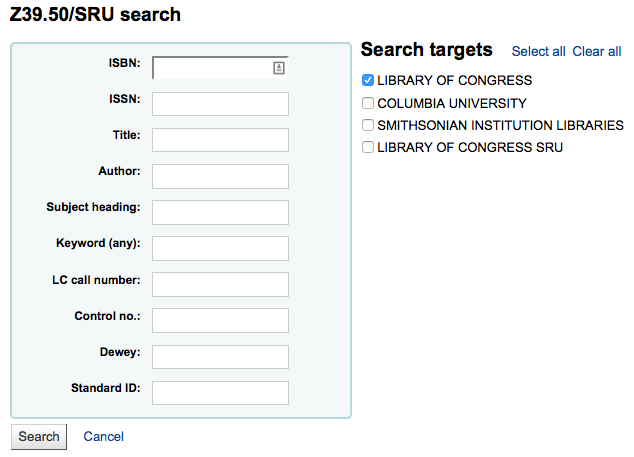 Z39.50/SRU search
ISBN:
ISSN:
Title:
Author:
Subject heading:
Keyword (any):
LC call number:
Control no.:
Dewey:
Standard ID:
Search Cancel
Search targets Select all Clear all
LIBRARY OF CONGRESS
COLUMBIA UNIVERSITY
SMITHSONIAN INSTITUTION LIBRARIES
LIBRARY OF CONGRESS SRU